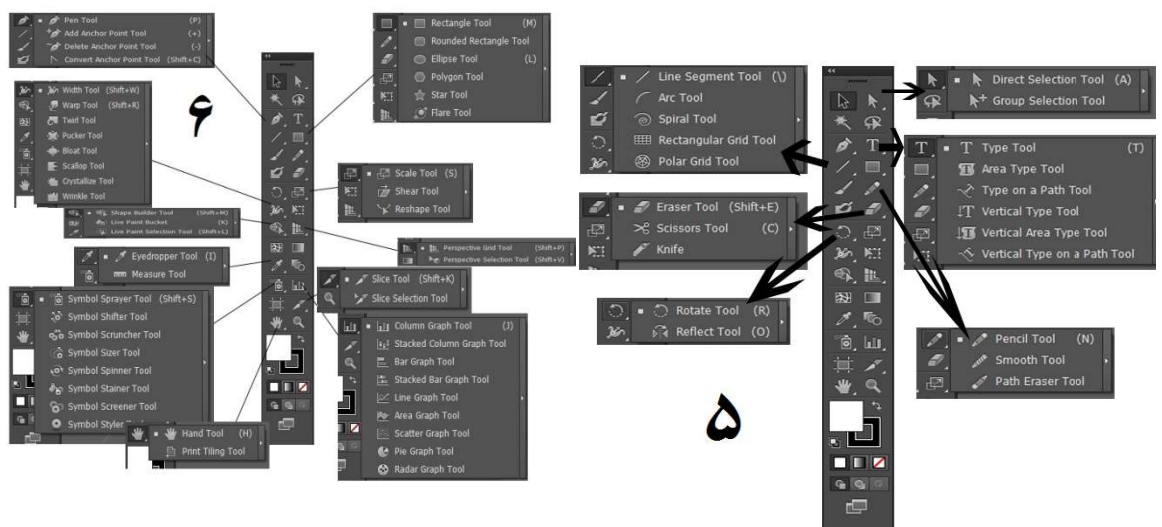 Pen Tool (P)
Add Anchor Point Tool (+)
Delete Anchor Point Tool (-)
Convert Anchor Point Tool (Shift+C)
Width Tool (Shift+W)
Warp Tool (Shift+R)
Twirl Tool
Pucker Tool
Bloat Tool
Scallop Tool
Crystallize Tool
Wrinkle Tool
۶
Rectangle Tool (M)
Rounded Rectangle Tool
Ellipse Tool (L)
Polygon Tool
Star Tool
Flare Tool
Scale Tool (S)
Shear Tool
Reshape Tool
Shape Builder Tool (Shift+M)
Live Paint Bucket (K)
Live Paint Selection Tool (Shift+L)
Perspective Grid Tool (Shift+P)
Perspective Selection Tool (Shift+V)
Eyedropper Tool (I)
Measure Tool
Slice Tool (Shift+K)
Slice Selection Tool
Symbol Sprayer Tool (Shift+S)
Symbol Shifter Tool
Symbol Scruncher Tool
Symbol Sizer Tool
Symbol Spinner Tool
Symbol Stainer Tool
Symbol Screener Tool
Symbol Styler
Column Graph Tool (J)
Stacked Column Graph Tool
Bar Graph Tool
Stacked Bar Graph Tool
Line Graph Tool
Area Graph Tool
Scatter Graph Tool
Pie Graph Tool
Radar Graph Tool
Hand Tool (H)
Print Tiling Tool
Line Segment Tool (\)
Arc Tool
Spiral Tool
Rectangular Grid Tool
Polar Grid Tool
Direct Selection Tool (A)
Group Selection Tool
Type Tool (T)
Area Type Tool
Type on a Path Tool
Vertical Type Tool
Vertical Area Type Tool
Vertical Type on a Path Tool
Eraser Tool (Shift+E)
Scissors Tool (C)
Knife
Rotate Tool (R)
Reflect Tool (O)
Pencil Tool (N)
Smooth Tool
Path Eraser Tool
۵